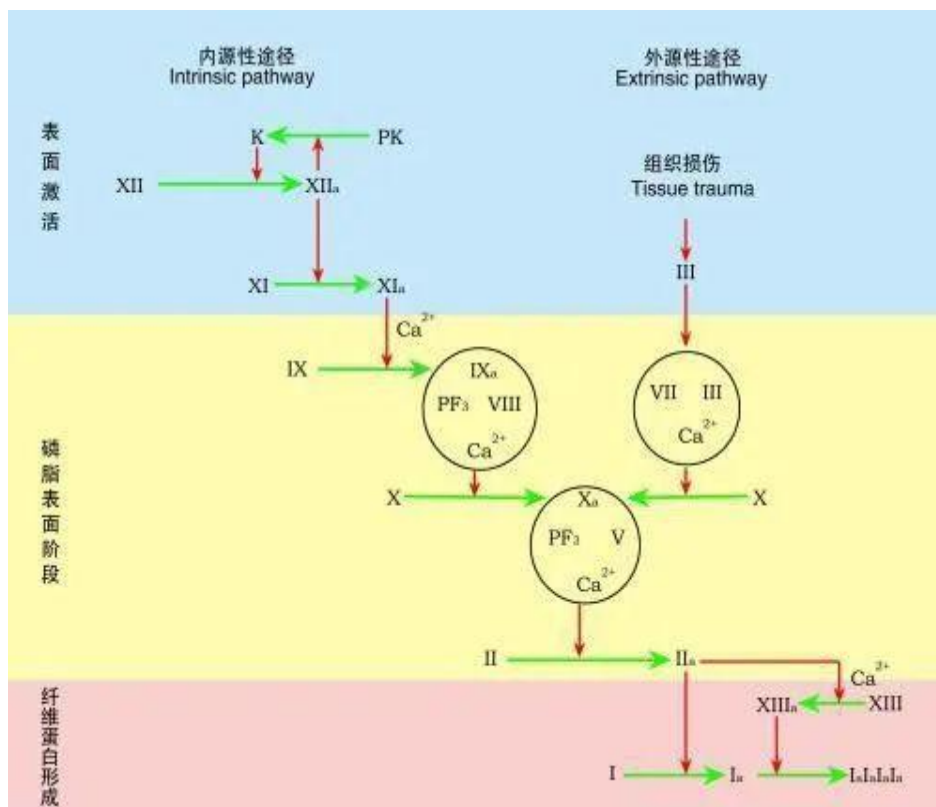 内源性途径
Intrinsic pathway
外源性途径
Extrinsic pathway
表面激活
K
PK
XII
XIIa
组织损伤
Tissue trauma
XI
XIa
III
Ca²⁺
IX
IXa
PF₃ VIII
Ca²⁺
VII III
Ca²⁺
磷脂表面阶段
X
Xa
X
PF₃ V
Ca²⁺
II
IIa
Ca²⁺
纤维蛋白形成
XIIIa
XIII
I
Ia
IaIaIaIa